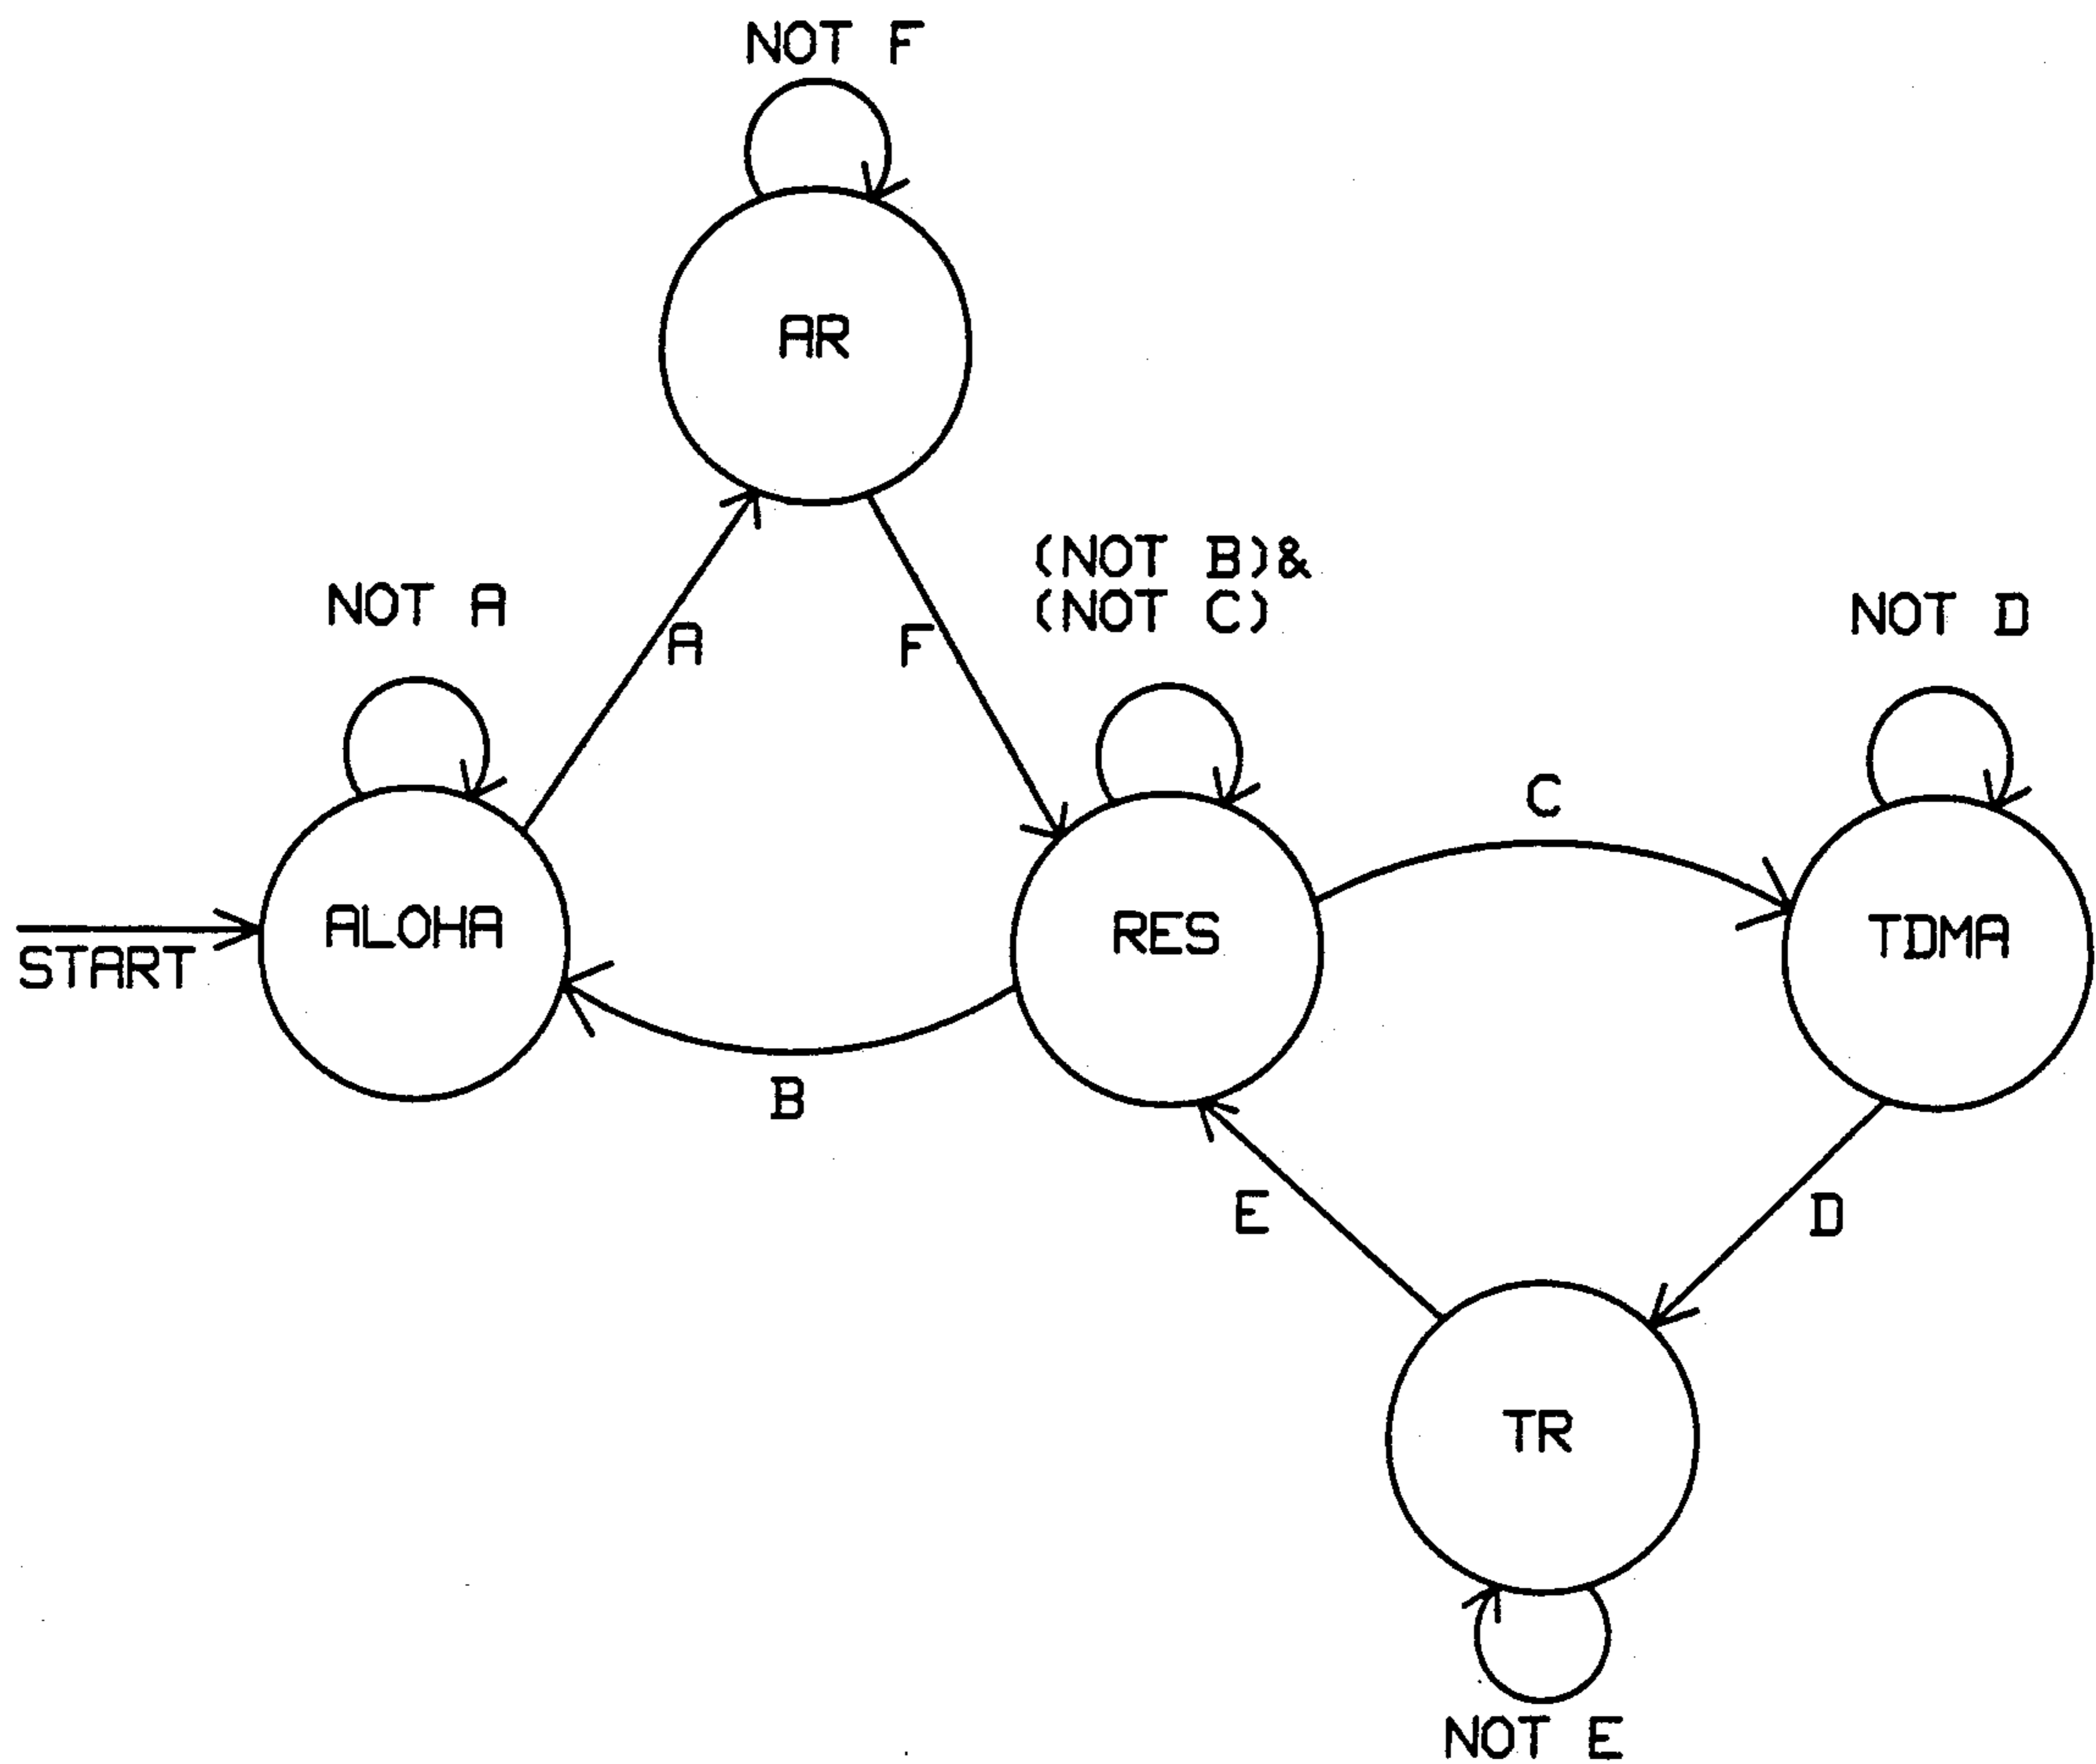 NOT F
AR
(NOT B)&
(NOT C)
NOT A
NOT D
A
F
C
ALOHA
RES
TDMA
START
B
E
D
TR
NOT E